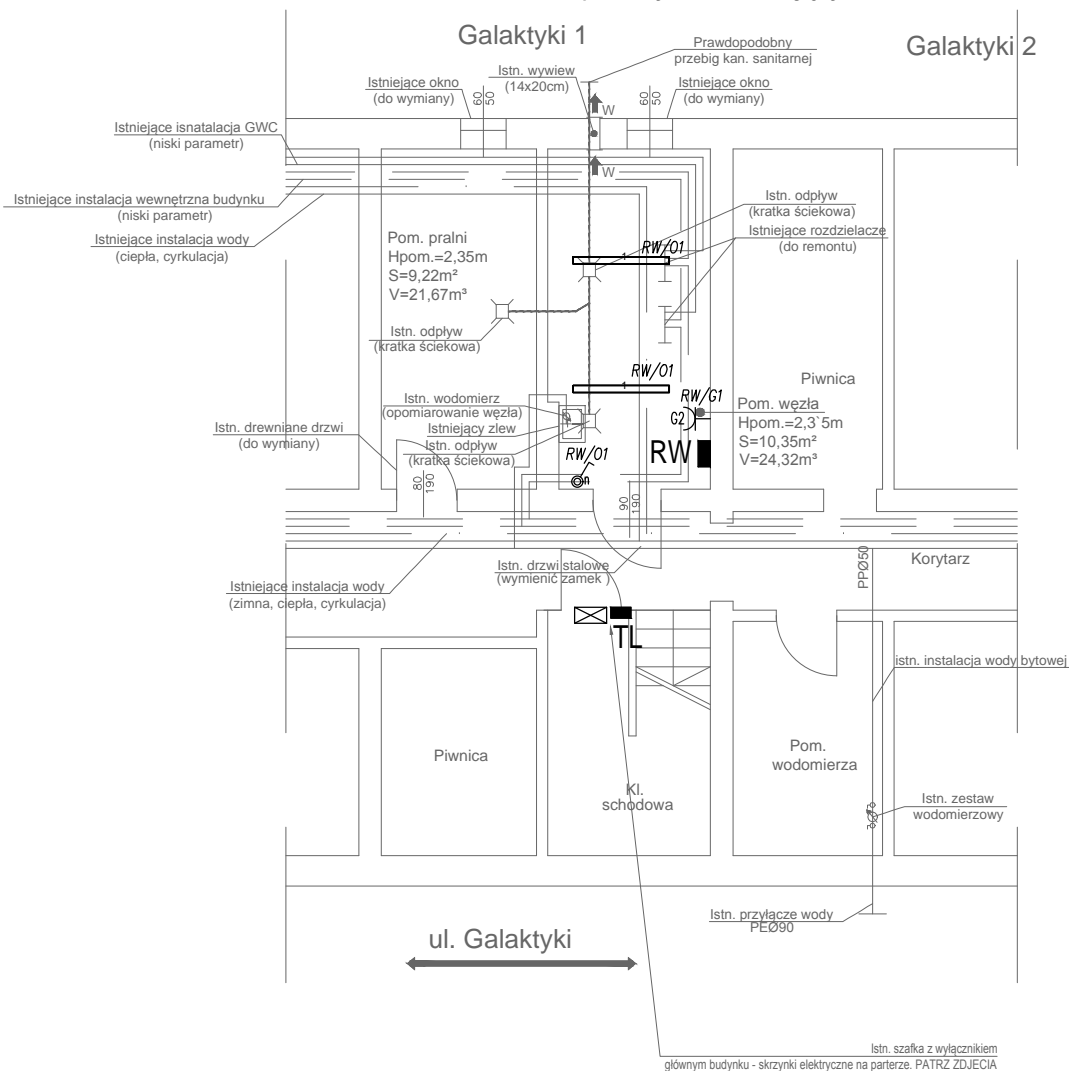 Galaktyki 1
Galaktyki 2
Prawdopodobny
przebig kan. sanitarnej
Istn. wywiew
(14x20cm)
Istniejące okno
(do wymiany)
Istniejące okno
(do wymiany)
60
50
60
50
W
W
Istniejące isnatalacja GWC
(niski parametr)
Istniejące instalacja wewnętrzna budynku
(niski parametr)
Istniejące instalacja wody
(ciepła, cyrkulacja)
Istn. odpływ
(kratka ściekowa)
Istniejące rozdzielacze
(do remontu)
Pom. pralni
Hpom.=2,35m
S=9,22m²
V=21,67m³
RW/01
1
Istn. odpływ
(kratka ściekowa)
RW/01
1
Piwnica
RW/G1
G2
Pom. węzła
Hpom.=2,3`5m
S=10,35m²
V=24,32m³
Istn. wodomierz
(opomiarowanie węzła)
Istniejący zlew
Istn. odpływ
(kratka ściekowa)
Istn. drewniane drzwi
(do wymiany)
RW
RW/01
n
80
190
90
190
Istn. drzwi stalowe
(wymienić zamek )
Korytarz
PPØ50
Istniejące instalacja wody
(zimna, ciepła, cyrkulacja)
TL
istn. instalacja wody bytowej
Piwnica
Pom.
wodomierza
Kl.
schodowa
Istn. zestaw
wodomierzowy
Istn. przyłącze wody
PEØ90
ul. Galaktyki
Istn. szafka z wyłącznikiem
głównym budynku - skrzynki elektryczne na parterze. PATRZ ZDJECIA